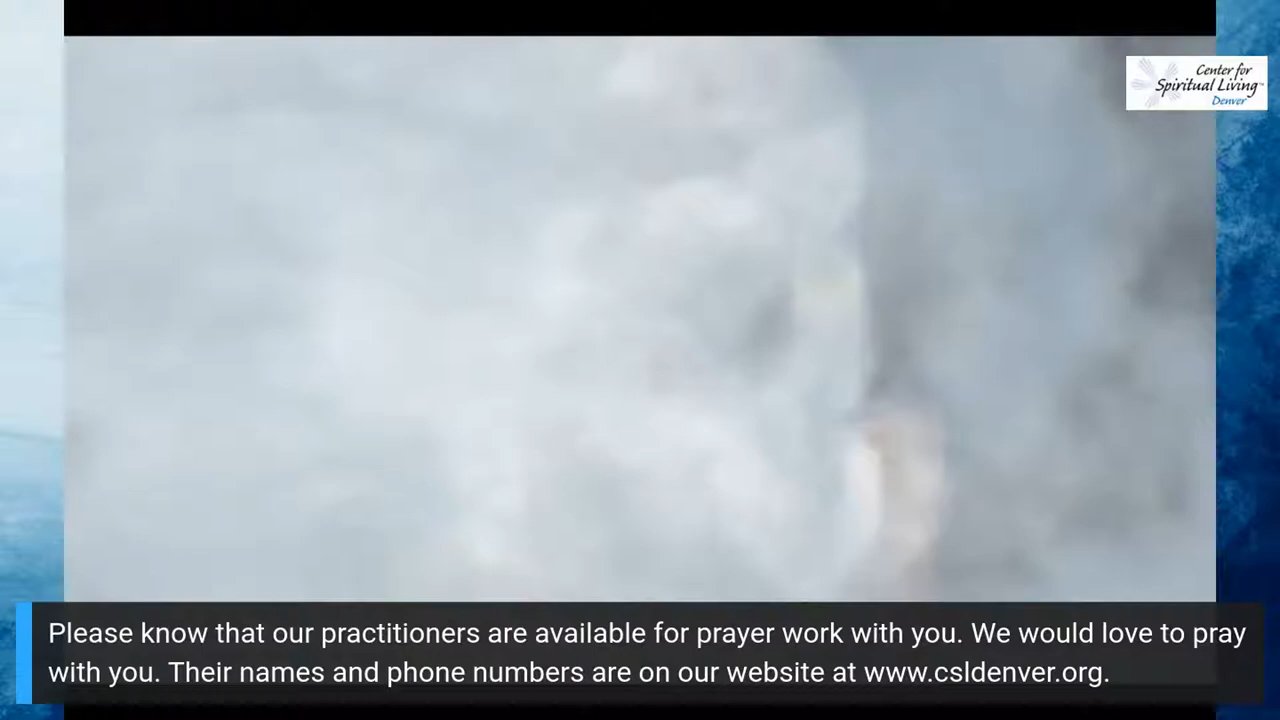 Center for
Spiritual Living™
Denver
Please know that our practitioners are available for prayer work with you. We would love to pray
with you. Their names and phone numbers are on our website at www.csldenver.org.